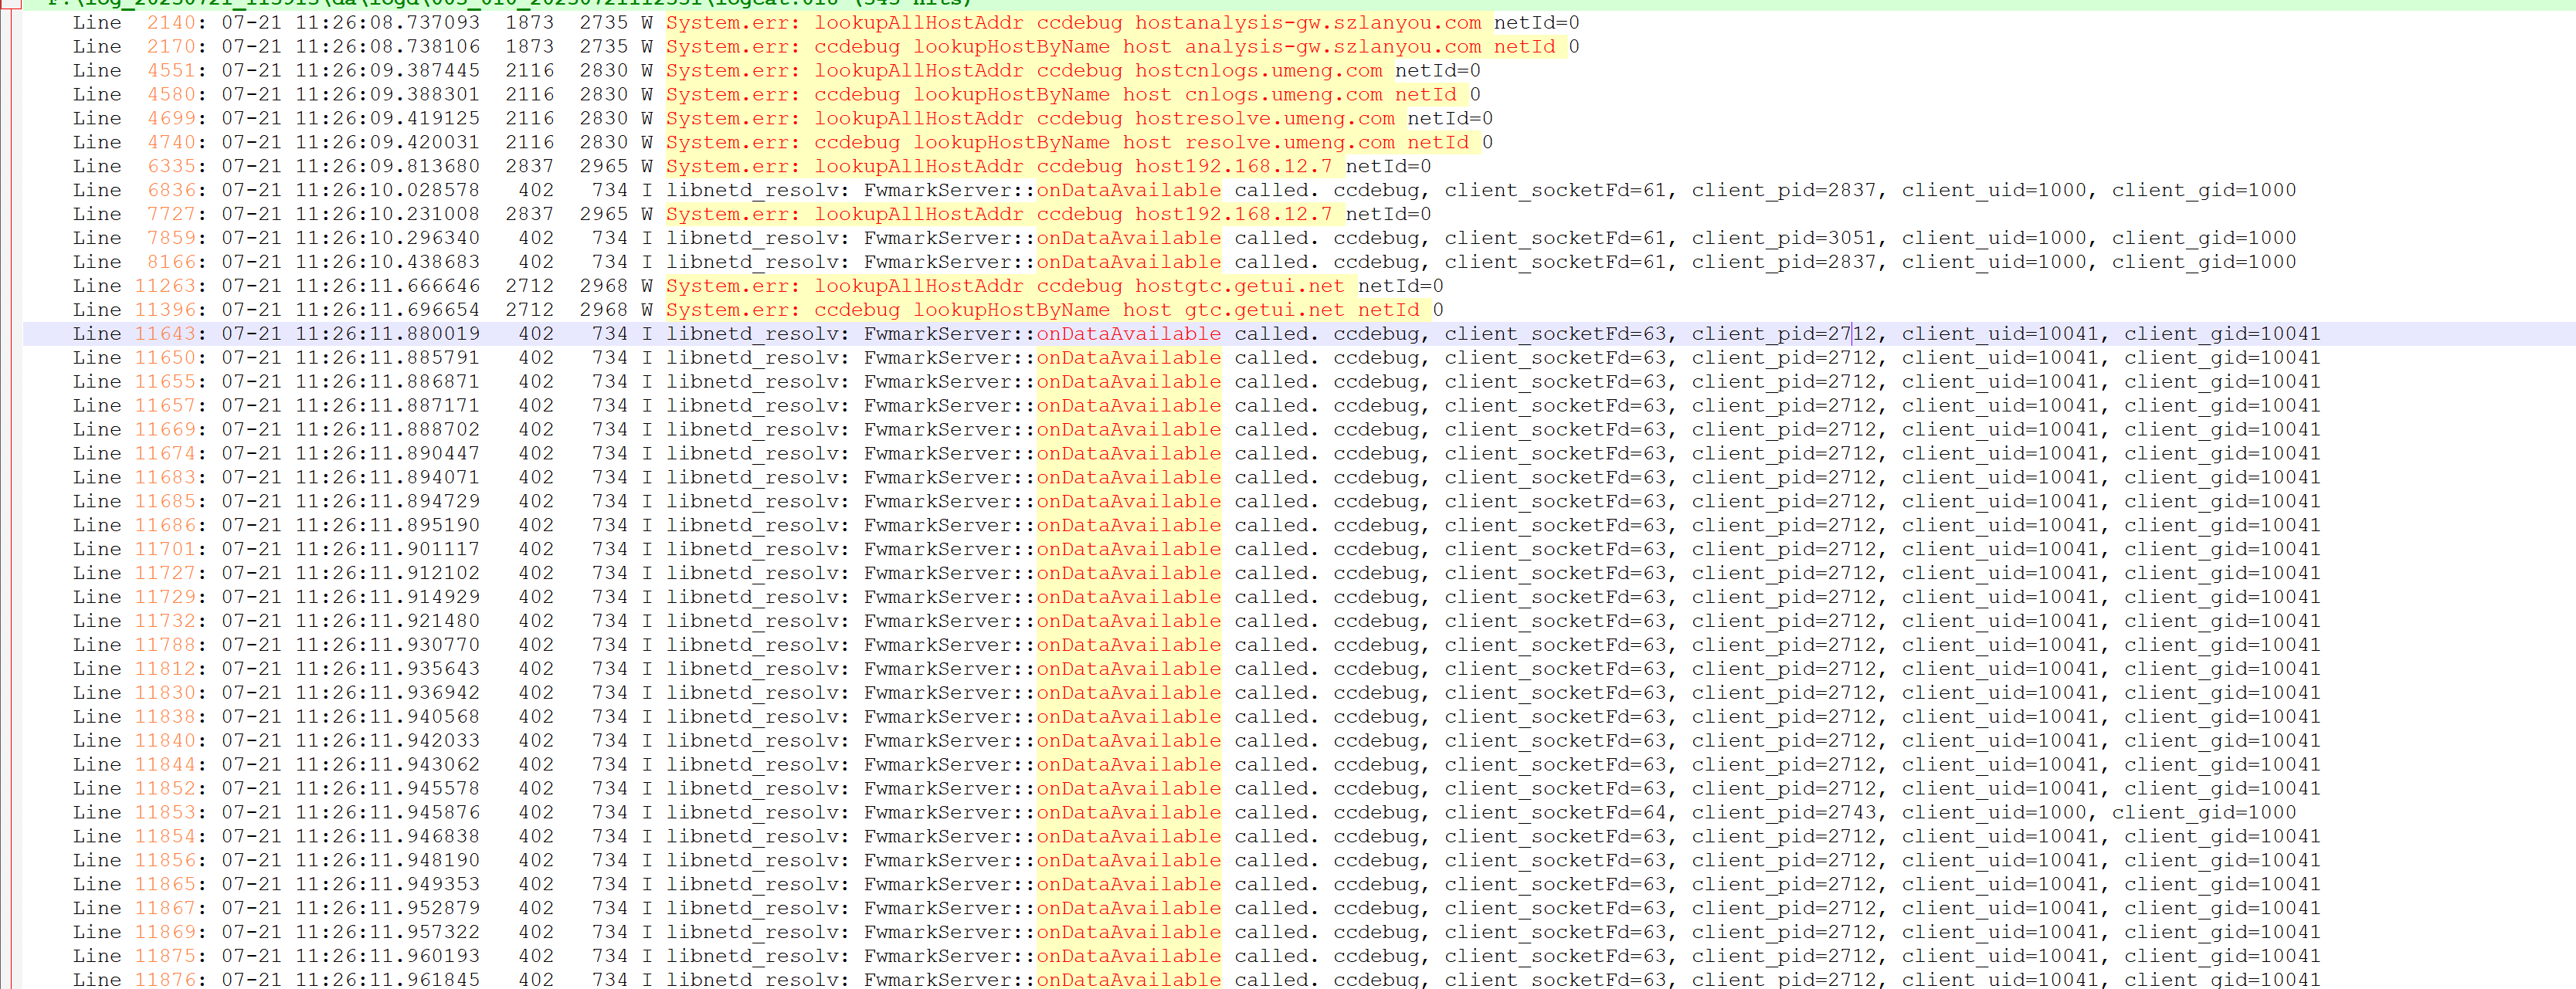 Line 2140: 07-21 11:26:08.737093 1873 2735 W System.err: lookupAllHostAddr ccdebug hostanalysis-gw.szlanyou.com netId=0
Line 2170: 07-21 11:26:08.738106 1873 2735 W System.err: ccdebug lookupHostByName host analysis-gw.szlanyou.com netId 0
Line 4551: 07-21 11:26:09.387445 2116 2830 W System.err: lookupAllHostAddr ccdebug hostcnlogs.umeng.com netId=0
Line 4580: 07-21 11:26:09.388301 2116 2830 W System.err: ccdebug lookupHostByName host cnlogs.umeng.com netId 0
Line 4699: 07-21 11:26:09.419125 2116 2830 W System.err: lookupAllHostAddr ccdebug hostresolve.umeng.com netId=0
Line 4740: 07-21 11:26:09.420031 2116 2830 W System.err: ccdebug lookupHostByName host resolve.umeng.com netId 0
Line 6335: 07-21 11:26:09.813680 2837 2965 W System.err: lookupAllHostAddr ccdebug host192.168.12.7 netId=0
Line 6836: 07-21 11:26:10.028578 402 734 I libnetd_resolv: FwmarkServer::onDataAvailable called. ccdebug, client_socketFd=61, client_pid=2837, client_uid=1000, client_gid=1000
Line 7727: 07-21 11:26:10.231008 2837 2965 W System.err: lookupAllHostAddr ccdebug host192.168.12.7 netId=0
Line 7859: 07-21 11:26:10.296340 402 734 I libnetd_resolv: FwmarkServer::onDataAvailable called. ccdebug, client_socketFd=61, client_pid=3051, client_uid=1000, client_gid=1000
Line 8166: 07-21 11:26:10.438683 402 734 I libnetd_resolv: FwmarkServer::onDataAvailable called. ccdebug, client_socketFd=61, client_pid=2837, client_uid=1000, client_gid=1000
Line 11263: 07-21 11:26:11.666646 2712 2968 W System.err: lookupAllHostAddr ccdebug hostgtc.getui.net netId=0
Line 11396: 07-21 11:26:11.696654 2712 2968 W System.err: ccdebug lookupHostByName host gtc.getui.net netId 0
Line 11643: 07-21 11:26:11.880019 402 734 I libnetd_resolv: FwmarkServer::onDataAvailable called. ccdebug, client_socketFd=63, client_pid=2712, client_uid=10041, client_gid=10041
Line 11650: 07-21 11:26:11.885791 402 734 I libnetd_resolv: FwmarkServer::onDataAvailable called. ccdebug, client_socketFd=63, client_pid=2712, client_uid=10041, client_gid=10041
Line 11655: 07-21 11:26:11.886871 402 734 I libnetd_resolv: FwmarkServer::onDataAvailable called. ccdebug, client_socketFd=63, client_pid=2712, client_uid=10041, client_gid=10041
Line 11657: 07-21 11:26:11.887171 402 734 I libnetd_resolv: FwmarkServer::onDataAvailable called. ccdebug, client_socketFd=63, client_pid=2712, client_uid=10041, client_gid=10041
Line 11669: 07-21 11:26:11.888702 402 734 I libnetd_resolv: FwmarkServer::onDataAvailable called. ccdebug, client_socketFd=63, client_pid=2712, client_uid=10041, client_gid=10041
Line 11674: 07-21 11:26:11.890447 402 734 I libnetd_resolv: FwmarkServer::onDataAvailable called. ccdebug, client_socketFd=63, client_pid=2712, client_uid=10041, client_gid=10041
Line 11683: 07-21 11:26:11.894071 402 734 I libnetd_resolv: FwmarkServer::onDataAvailable called. ccdebug, client_socketFd=63, client_pid=2712, client_uid=10041, client_gid=10041
Line 11685: 07-21 11:26:11.894729 402 734 I libnetd_resolv: FwmarkServer::onDataAvailable called. ccdebug, client_socketFd=63, client_pid=2712, client_uid=10041, client_gid=10041
Line 11686: 07-21 11:26:11.895190 402 734 I libnetd_resolv: FwmarkServer::onDataAvailable called. ccdebug, client_socketFd=63, client_pid=2712, client_uid=10041, client_gid=10041
Line 11701: 07-21 11:26:11.901117 402 734 I libnetd_resolv: FwmarkServer::onDataAvailable called. ccdebug, client_socketFd=63, client_pid=2712, client_uid=10041, client_gid=10041
Line 11727: 07-21 11:26:11.912102 402 734 I libnetd_resolv: FwmarkServer::onDataAvailable called. ccdebug, client_socketFd=63, client_pid=2712, client_uid=10041, client_gid=10041
Line 11729: 07-21 11:26:11.914929 402 734 I libnetd_resolv: FwmarkServer::onDataAvailable called. ccdebug, client_socketFd=63, client_pid=2712, client_uid=10041, client_gid=10041
Line 11732: 07-21 11:26:11.921480 402 734 I libnetd_resolv: FwmarkServer::onDataAvailable called. ccdebug, client_socketFd=63, client_pid=2712, client_uid=10041, client_gid=10041
Line 11788: 07-21 11:26:11.930770 402 734 I libnetd_resolv: FwmarkServer::onDataAvailable called. ccdebug, client_socketFd=63, client_pid=2712, client_uid=10041, client_gid=10041
Line 11812: 07-21 11:26:11.935643 402 734 I libnetd_resolv: FwmarkServer::onDataAvailable called. ccdebug, client_socketFd=63, client_pid=2712, client_uid=10041, client_gid=10041
Line 11830: 07-21 11:26:11.936942 402 734 I libnetd_resolv: FwmarkServer::onDataAvailable called. ccdebug, client_socketFd=63, client_pid=2712, client_uid=10041, client_gid=10041
Line 11838: 07-21 11:26:11.940568 402 734 I libnetd_resolv: FwmarkServer::onDataAvailable called. ccdebug, client_socketFd=63, client_pid=2712, client_uid=10041, client_gid=10041
Line 11840: 07-21 11:26:11.942033 402 734 I libnetd_resolv: FwmarkServer::onDataAvailable called. ccdebug, client_socketFd=63, client_pid=2712, client_uid=10041, client_gid=10041
Line 11844: 07-21 11:26:11.943062 402 734 I libnetd_resolv: FwmarkServer::onDataAvailable called. ccdebug, client_socketFd=63, client_pid=2712, client_uid=10041, client_gid=10041
Line 11852: 07-21 11:26:11.945578 402 734 I libnetd_resolv: FwmarkServer::onDataAvailable called. ccdebug, client_socketFd=63, client_pid=2712, client_uid=10041, client_gid=10041
Line 11853: 07-21 11:26:11.945876 402 734 I libnetd_resolv: FwmarkServer::onDataAvailable called. ccdebug, client_socketFd=64, client_pid=2743, client_uid=1000, client_gid=1000
Line 11854: 07-21 11:26:11.946838 402 734 I libnetd_resolv: FwmarkServer::onDataAvailable called. ccdebug, client_socketFd=63, client_pid=2712, client_uid=10041, client_gid=10041
Line 11856: 07-21 11:26:11.948190 402 734 I libnetd_resolv: FwmarkServer::onDataAvailable called. ccdebug, client_socketFd=63, client_pid=2712, client_uid=10041, client_gid=10041
Line 11865: 07-21 11:26:11.949353 402 734 I libnetd_resolv: FwmarkServer::onDataAvailable called. ccdebug, client_socketFd=63, client_pid=2712, client_uid=10041, client_gid=10041
Line 11867: 07-21 11:26:11.952879 402 734 I libnetd_resolv: FwmarkServer::onDataAvailable called. ccdebug, client_socketFd=63, client_pid=2712, client_uid=10041, client_gid=10041
Line 11869: 07-21 11:26:11.957322 402 734 I libnetd_resolv: FwmarkServer::onDataAvailable called. ccdebug, client_socketFd=63, client_pid=2712, client_uid=10041, client_gid=10041
Line 11875: 07-21 11:26:11.960193 402 734 I libnetd_resolv: FwmarkServer::onDataAvailable called. ccdebug, client_socketFd=63, client_pid=2712, client_uid=10041, client_gid=10041
Line 11876: 07-21 11:26:11.961845 402 734 I libnetd_resolv: FwmarkServer::onDataAvailable called. ccdebug, client_socketFd=63, client_pid=2712, client_uid=10041, client_gid=10041